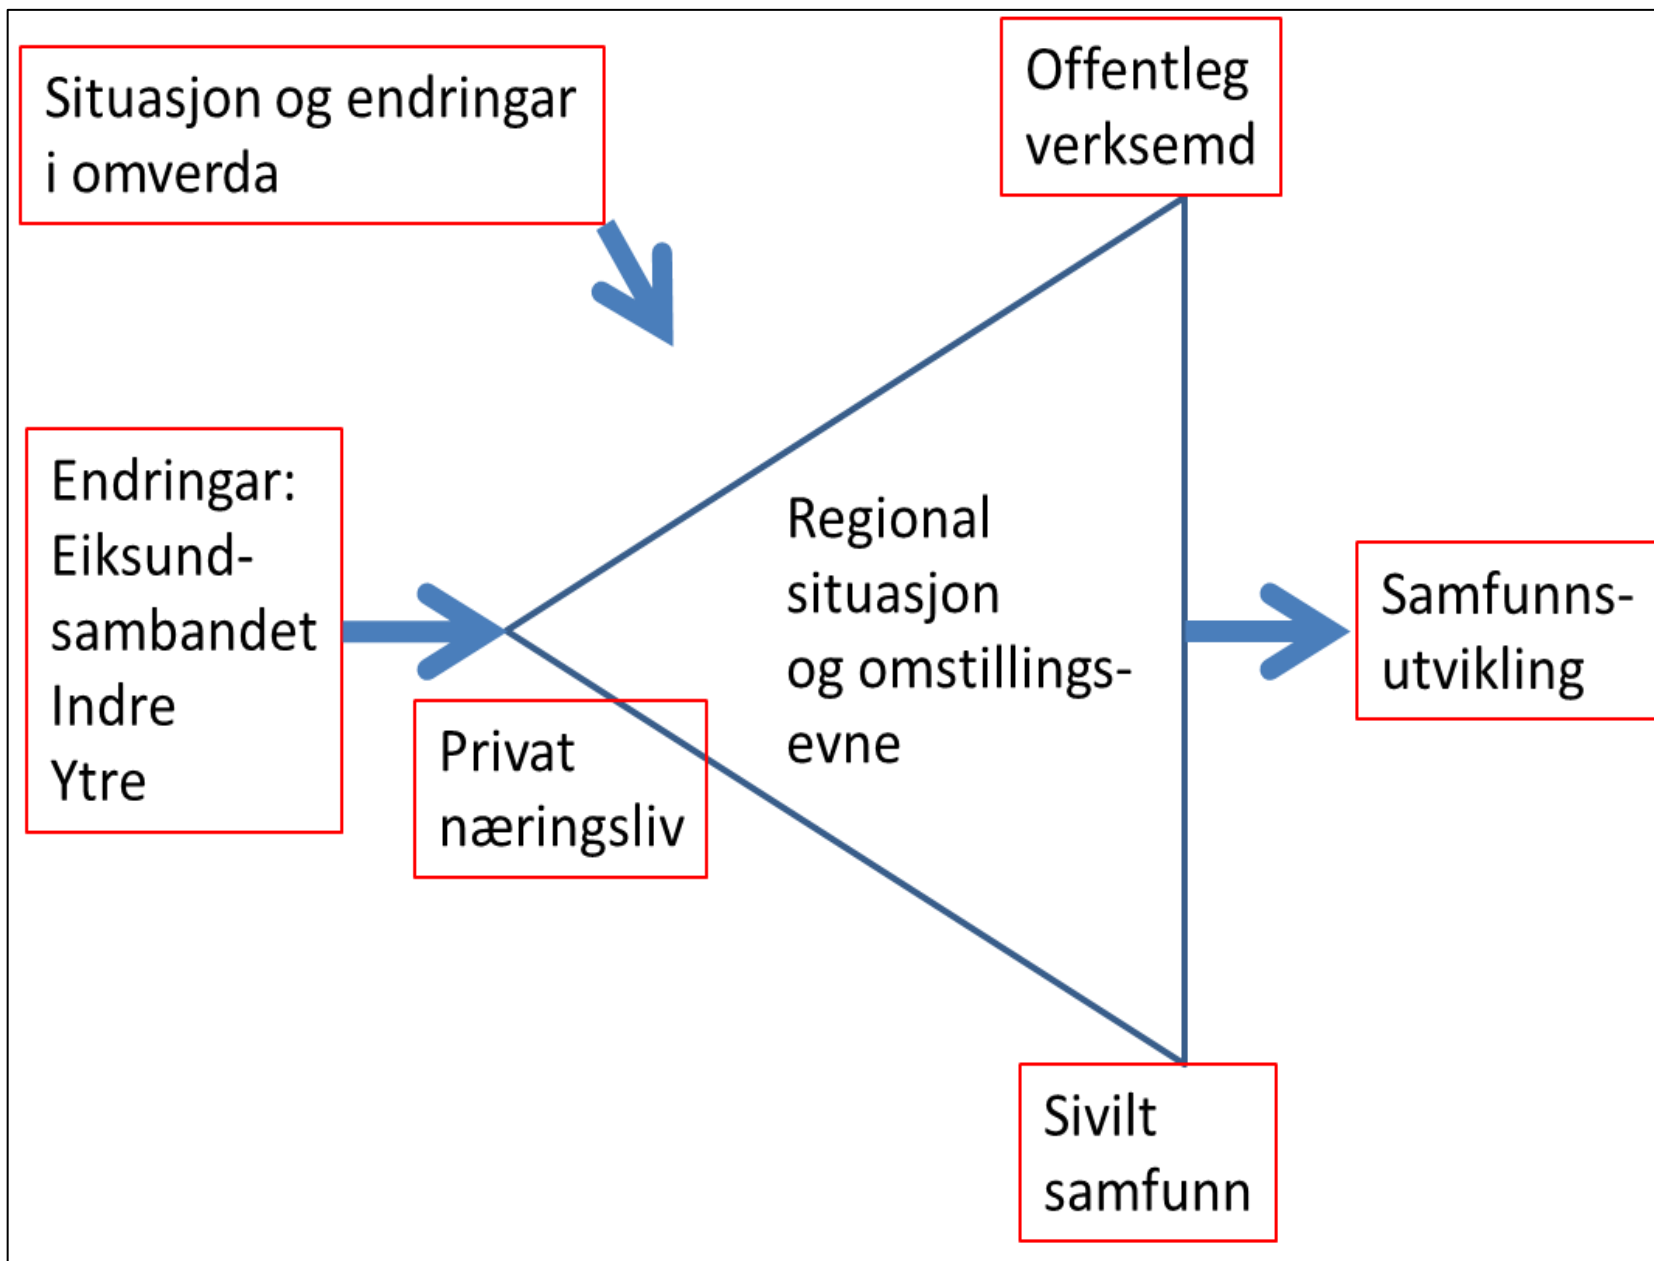 Situasjon og endringar
i omverda
Offentleg
verksemd
Endringar:
Eiksund-
sambandet
Indre
Ytre
Privat
næringsliv
Regional
situasjon
og omstillings-
evne
Samfunns-
utvikling
Sivilt
samfunn